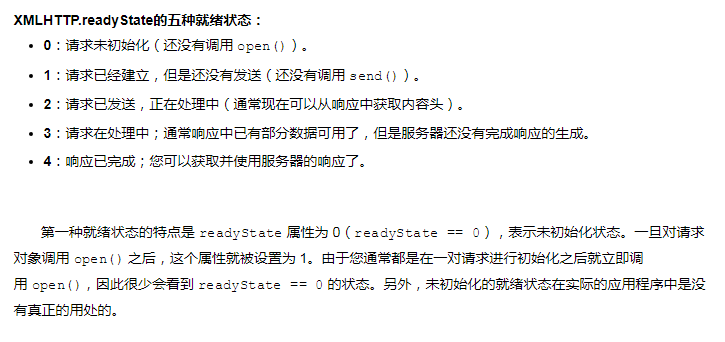 XMLHTTP.readyState的五种就绪状态：
• 0：请求未初始化（还没有调用 open()）。
• 1：请求已经建立，但是还没有发送（还没有调用 send()）。
• 2：请求已发送，正在处理中（通常现在可以从响应中获取内容头）。
• 3：请求在处理中；通常响应中已有部分数据可用了，但是服务器还没有完成响应的生成。
• 4：响应已完成；您可以获取并使用服务器的响应了。
第一种就绪状态的特点是 readyState 属性为 0（readyState == 0），表示未初始化状态。一旦对请求
对象调用 open() 之后，这个属性就被设置为 1。由于您通常都是在一对请求进行初始化之后就立即调
用 open()，因此很少会看到 readyState == 0 的状态。另外，未初始化的就绪状态在实际的应用程序中是没
有真正的用处的。